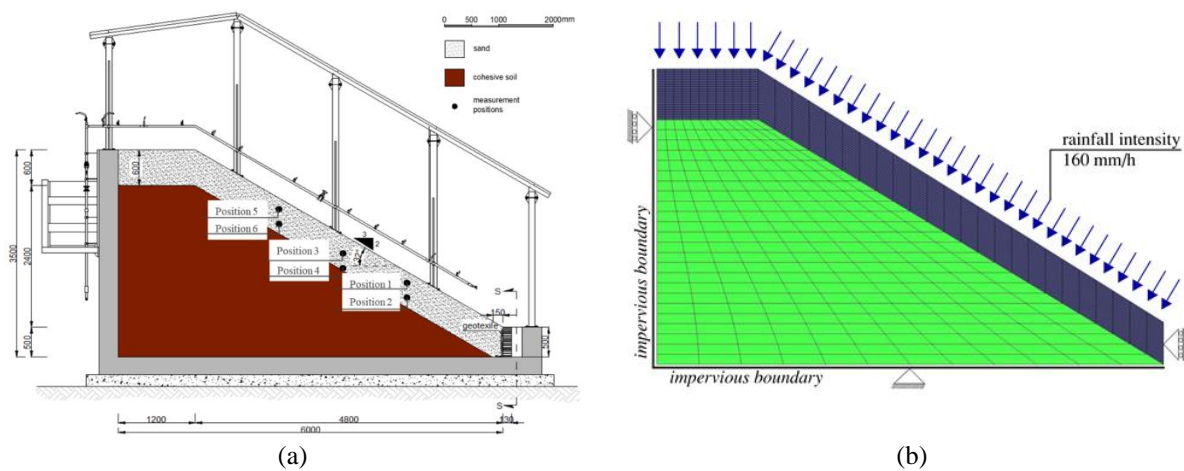 0 500 1000 2000mm
sand
cohesive soil
measurement
positions
600
600
3500
2400
500
Position 5
Position 6
3
2
Position 3
Position 4
Position 1
Position 2
S
150
geotexile
500
S
1200
4800
130
6000
(a)
rainfall intensity
160 mm/h
impervious boundary
impervious boundary
(b)